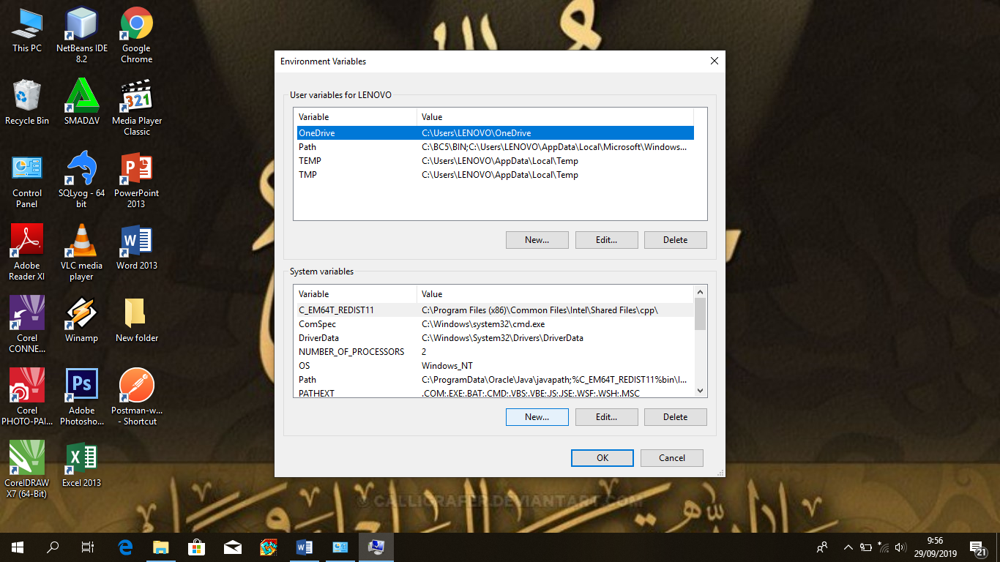 This PC
NetBeans IDE
8.2
Google
Chrome
Recycle Bin
SMADΔV
Media Player
Classic
321
Control
Panel
SQLyog - 64
bit
PowerPoint
2013
Adobe
Reader XI
VLC media
player
Word 2013
Corel
CONNE...
Winamp
New folder
Corel
PHOTO-PAI...
Ps
Adobe
Photosho...
Postman-w...
- Shortcut
CorelDRAW
X7 (64-Bit)
Excel 2013
Environment Variables
User variables for LENOVO
Variable Value
OneDrive C:\Users\LENOVO\OneDrive
Path C:\BC5\BIN;C:\Users\LENOVO\AppData\Local\Microsoft\Windows...
TEMP C:\Users\LENOVO\AppData\Local\Temp
TMP C:\Users\LENOVO\AppData\Local\Temp
New... Edit... Delete
System variables
Variable Value
C_EM64T_REDIST11 C:\Program Files (x86)\Common Files\Intel\Shared Files\cpp\
ComSpec C:\Windows\system32\cmd.exe
DriverData C:\Windows\System32\Drivers\DriverData
NUMBER_OF_PROCESSORS 2
OS Windows_NT
Path C:\ProgramData\Oracle\Java\javapath;%C_EM64T_REDIST11%bin\I...
PATHEXT .COM;.EXE;.BAT;.CMD;.VBS;.VBE;.JS;.JSE;.WSF;.WSH;.MSC
New... Edit... Delete
OK Cancel
© CALLIGRAFER.DEVIANTART.COM
9:56
29/09/2019
21